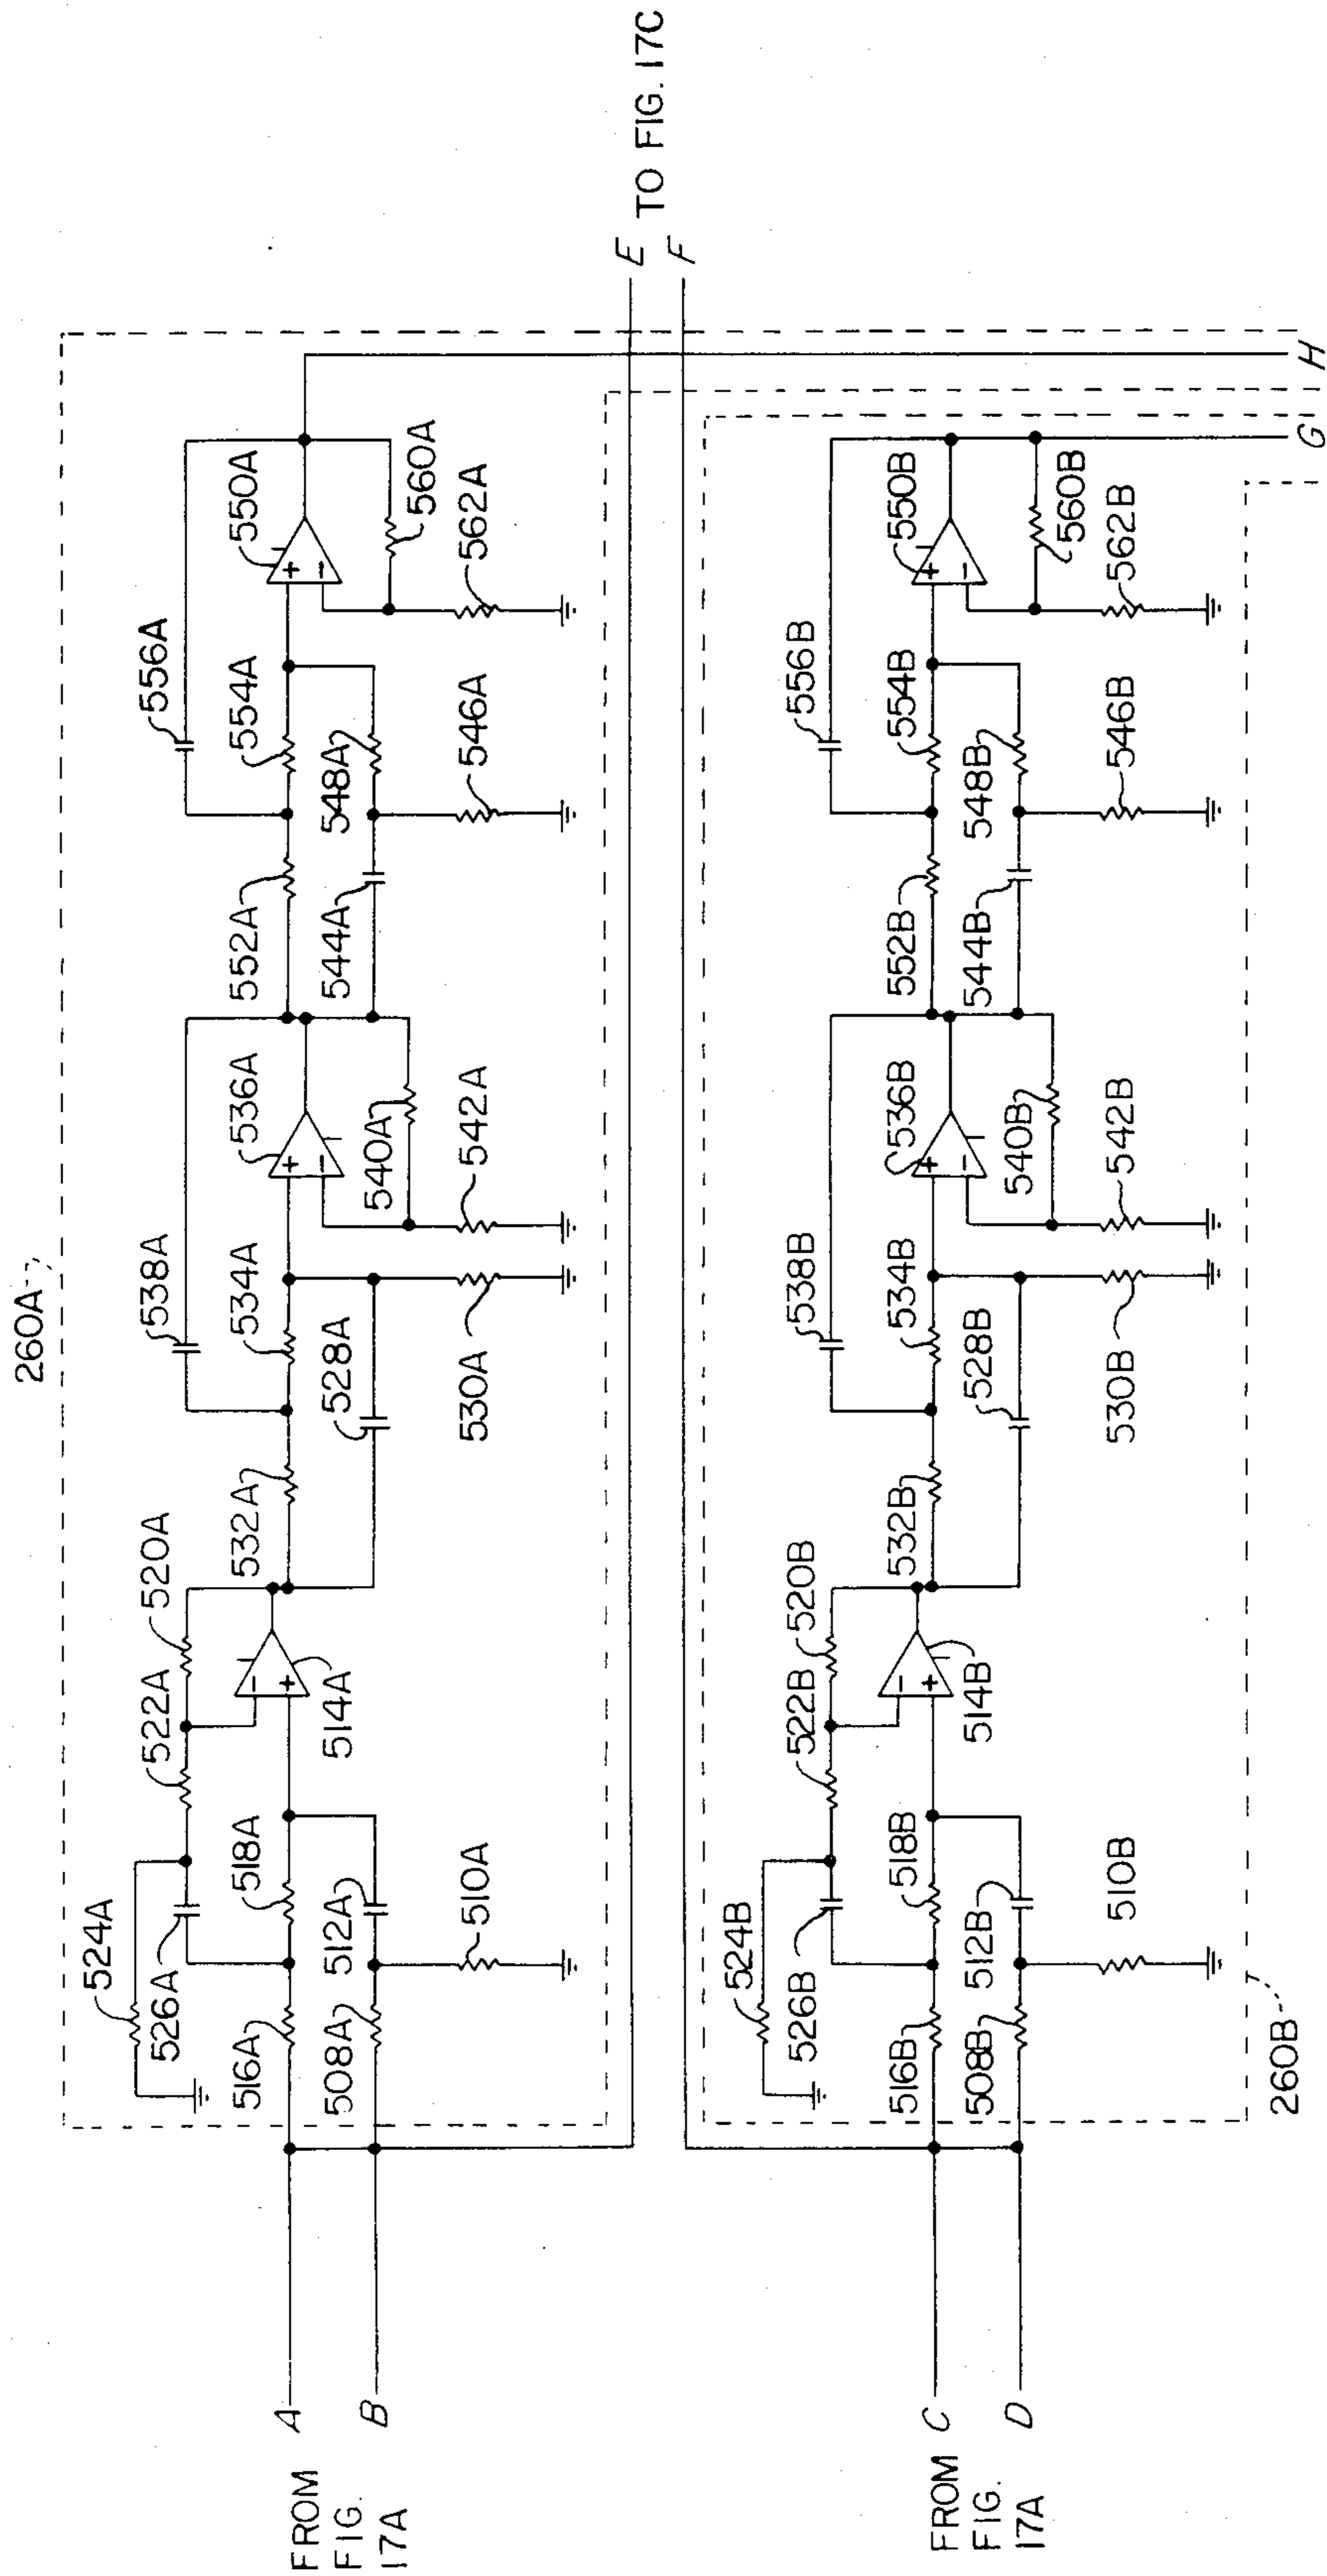 260A
524A
526A
522A
520A
538A
556A
516A
518A
532A
534A
536A
552A
554A
550A
508A
512A
514A
528A
540A
544A
548A
560A
510A
530A
542A
546A
562A
FROM
FIG.
17A
A
B
E
F
TO FIG. 17C
524B
526B
522B
520B
538B
556B
516B
518B
532B
534B
536B
552B
554B
550B
508B
512B
514B
528B
540B
544B
548B
560B
510B
530B
542B
546B
562B
FROM
FIG.
17A
C
D
260B
G
H
+
−
+
−
+
−
+
−
+
−
+
−